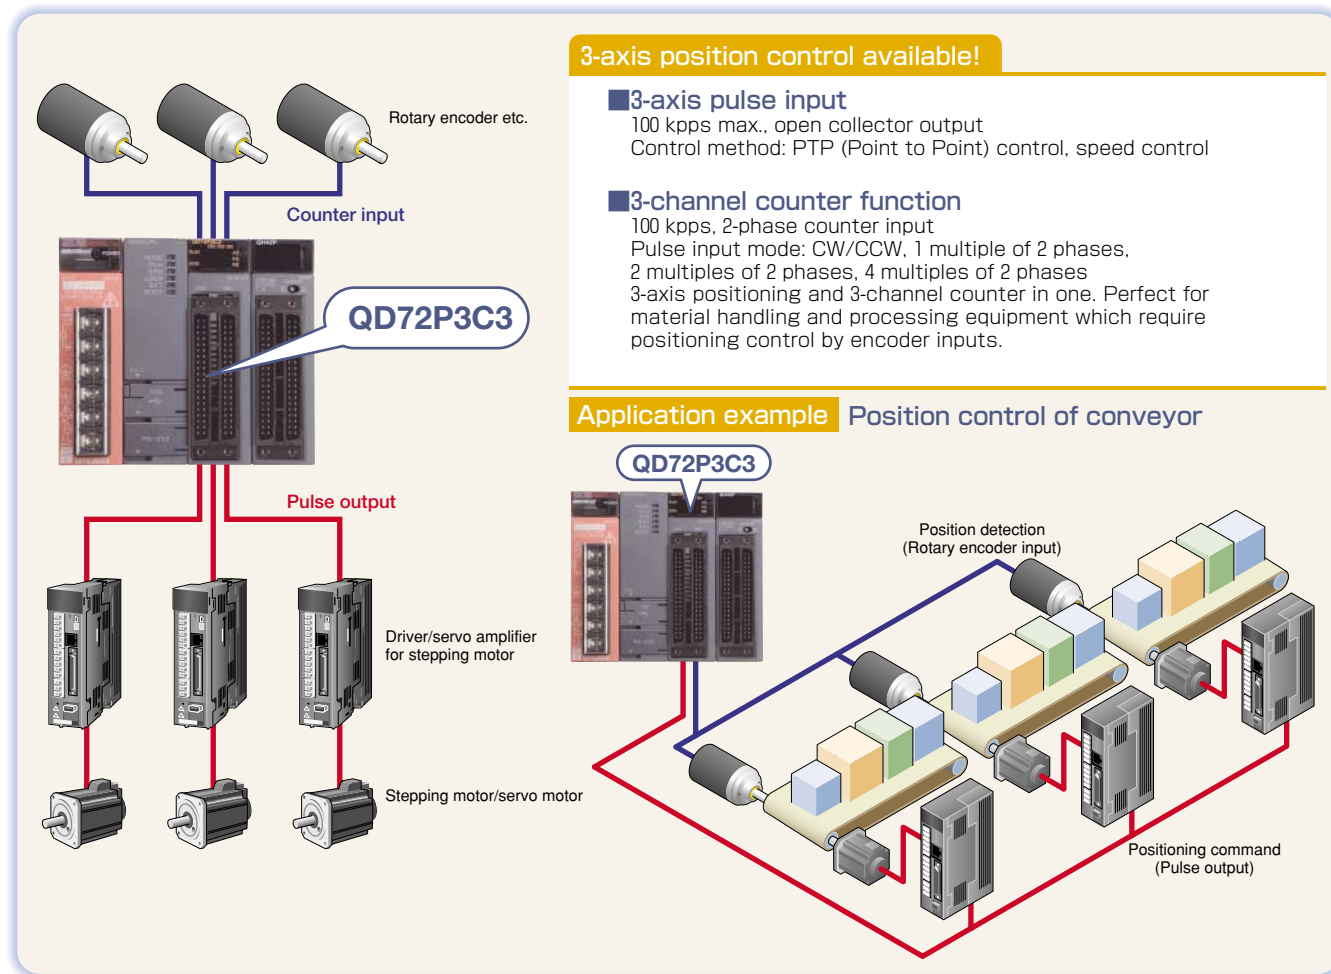 3-axis position control available!
■3-axis pulse input
100 kpps max., open collector output
Control method: PTP (Point to Point) control, speed control
■3-channel counter function
100 kpps, 2-phase counter input
Pulse input mode: CW/CCW, 1 multiple of 2 phases,
2 multiples of 2 phases, 4 multiples of 2 phases
3-axis positioning and 3-channel counter in one. Perfect for
material handling and processing equipment which require
positioning control by encoder inputs.
Rotary encoder etc.
Counter input
QD72P3C3
Pulse output
Driver/servo amplifier
for stepping motor
Stepping motor/servo motor
Application example Position control of conveyor
QD72P3C3
Position detection
(Rotary encoder input)
Positioning command
(Pulse output)